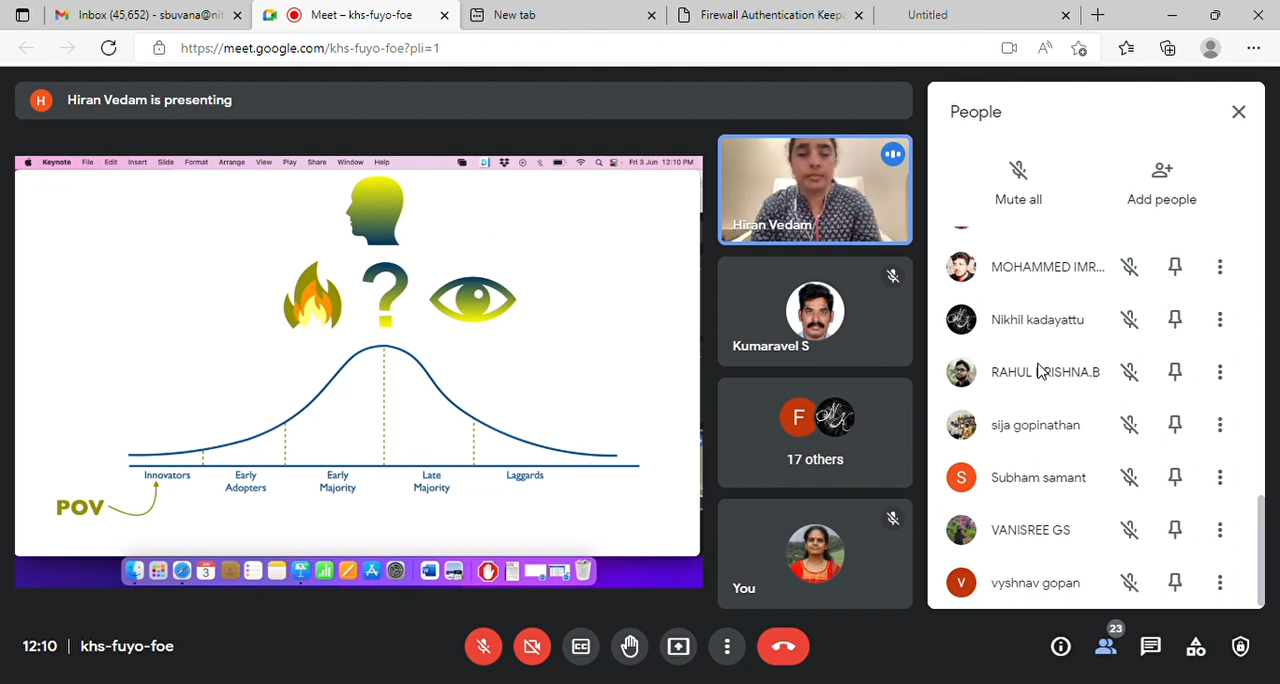 Inbox (45,652) - sbuvana@nit
Meet – khs-fuyo-foe
New tab
Firewall Authentication Keepa
Untitled
https://meet.google.com/khs-fuyo-foe?pli=1
H
Hiran Vedam is presenting
People
Mute all
Add people
Keynote File Edit Insert Slide Format Arrange View Play Share Window Help
Fri 3 Jun 12:10 PM
?
Innovators
Early
Adopters
Early
Majority
Late
Majority
Laggards
POV
Hiran Vedam
Kumaravel S
F
17 others
You
MOHAMMED IMR...
Nikhil kadayattu
RAHUL KRISHNA.B
sija gopinathan
S
Subham samant
VANISREE GS
V
vyshnav gopan
12:10 | khs-fuyo-foe
23